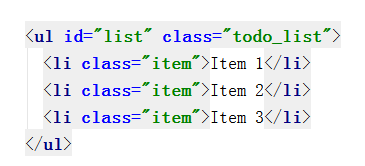 <ul id="list" class="todo_list">
  <li class="item">Item 1</li>
  <li class="item">Item 2</li>
  <li class="item">Item 3</li>
</ul>